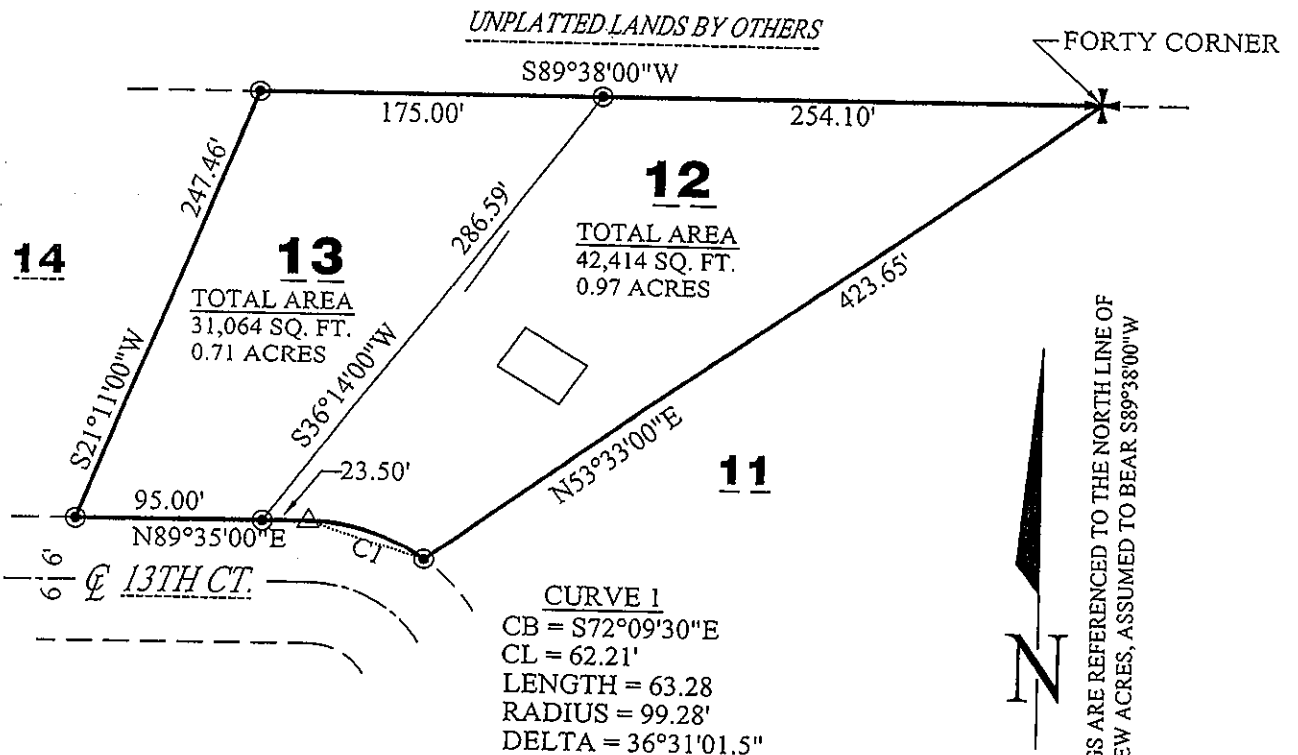 UNPLATTED LANDS BY OTHERS
FORTY CORNER
S89°38'00"W
175.00'
254.10'
247.46'
S21°11'00"W
286.59'
S36°14'00"W
12
TOTAL AREA
42,414 SQ. FT.
0.97 ACRES
14
13
TOTAL AREA
31,064 SQ. FT.
0.71 ACRES
423.65'
N53°33'00"E
11
23.50'
95.00'
N89°35'00"E
C1
66'
℄ 13TH CT.
CURVE 1
CB = S72°09'30"E
CL = 62.21'
LENGTH = 63.28
RADIUS = 99.28'
DELTA = 36°31'01.5"
N
GS ARE REFERENCED TO THE NORTH LINE OF
EW ACRES, ASSUMED TO BEAR S89°38'00"W